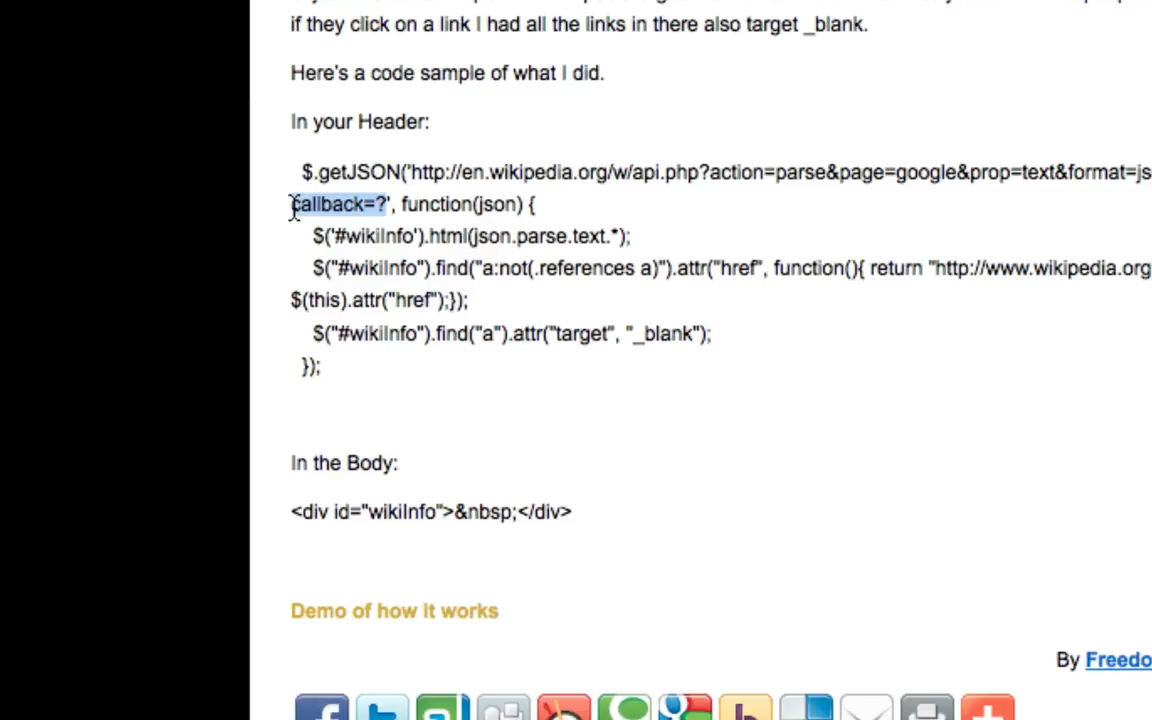 if they click on a link I had all the links in there also target _blank.
Here's a code sample of what I did.
In your Header:
$.getJSON('http://en.wikipedia.org/w/api.php?action=parse&page=google&prop=text&format=js
callback=?', function(json) {
$('#wikiInfo').html(json.parse.text.*);
$("#wikiInfo").find("a:not(.references a)").attr("href", function(){ return "http://www.wikipedia.org
$(this).attr("href");});
$("#wikiInfo").find("a").attr("target", "_blank");
});
In the Body:
<div id="wikiInfo">&nbsp;</div>
Demo of how it works
By Freedo